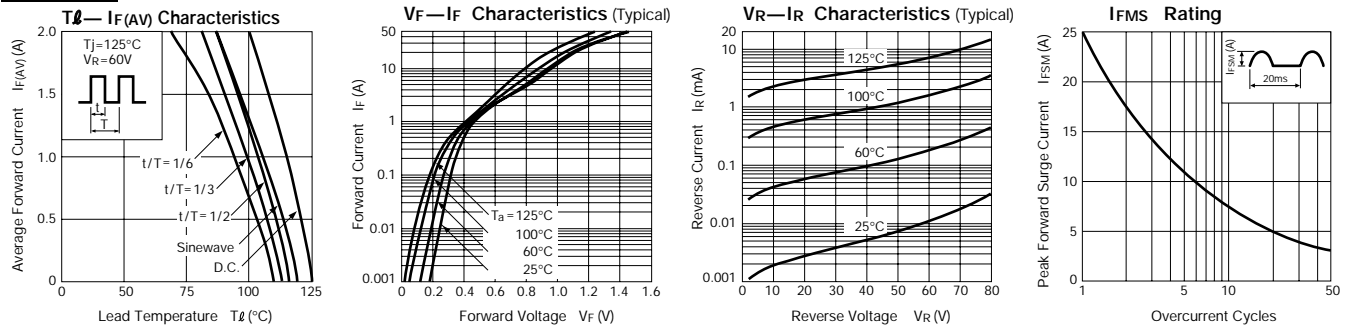 Tℓ—IF(AV) Characteristics
Average Forward Current IF(AV) (A)
2.0
1.5
1.0
0.5
0
Tj=125°C
VR=60V
t
T
t/T=1/6
t/T=1/3
t/T=1/2
Sinewave
D.C.
0
50
75
100
125
Lead Temperature Tℓ (°C)
VF—IF Characteristics (Typical)
Forward Current IF (A)
50
10
1
0.1
0.01
0.001
Ta=125°C
100°C
60°C
25°C
0 0.2 0.4 0.6 0.8 1.0 1.2 1.4 1.6
Forward Voltage VF (V)
VR—IR Characteristics (Typical)
Reverse Current IR (mA)
20
10
1
0.1
0.01
0.001
125°C
100°C
60°C
25°C
0 10 20 30 40 50 60 70 80
Reverse Voltage VR (V)
IFMS Rating
Peak Forward Surge Current IFSM (A)
25
20
15
10
5
0
IFSM (A)
20ms
1 5 10 50
Overcurrent Cycles